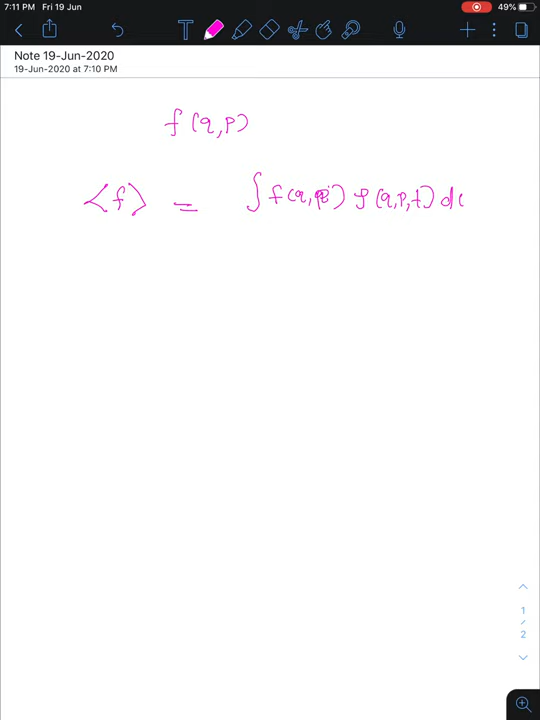 7:11 PM Fri 19 Jun
49%
T
Note 19-Jun-2020
19-Jun-2020 at 7:10 PM
f(q,p)
⟨f⟩ = ∫ f(q,p) ρ(q,p,t) d
1
2